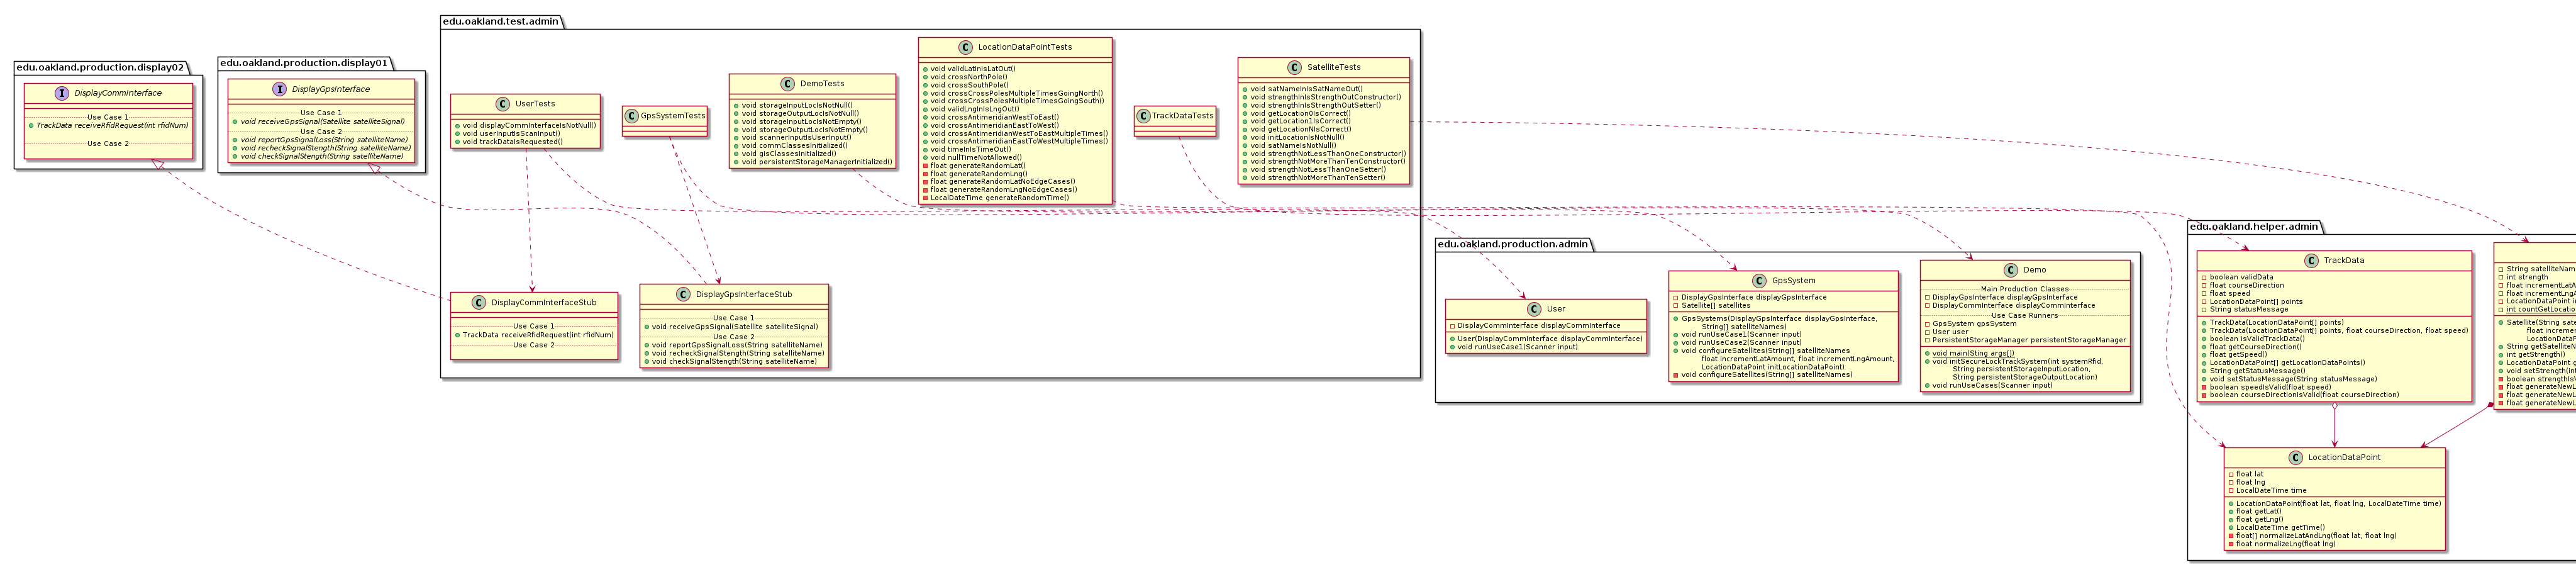 edu.oakland.production.display02
DisplayCommInterface
Use Case 1
TrackData receiveRfidRequest(int rfidNum)
Use Case 2
edu.oakland.production.display01
DisplayGpsInterface
Use Case 1
void receiveGpsSignal(Satellite satelliteSignal)
Use Case 2
void reportGpsSignalLoss(String satelliteName)
void recheckSignalStength(String satelliteName)
void checkSignalStength(String satelliteName)
edu.oakland.test.admin
UserTests
void displayCommInterfaceIsNotNull()
void userInputIsScanInput()
void trackDataIsRequested()
GpsSystemTests
DemoTests
void storageInputLocIsNotNull()
void storageOutputLocIsNotNull()
void storageInputLocIsNotEmpty()
void storageOutputLocIsNotEmpty()
void scannerInputIsUserInput()
void commClassesInitialized()
void gisClassesInitialized()
void persistentStorageManagerInitialized()
LocationDataPointTests
void validLatInIsLatOut()
void crossNorthPole()
void crossSouthPole()
void crossCrossPolesMultipleTimesGoingNorth()
void crossCrossPolesMultipleTimesGoingSouth()
void validLngInIsLngOut()
void crossAntimeridianWestToEast()
void crossAntimeridianEastToWest()
void crossAntimeridianWestToEastMultipleTimes()
void crossAntimeridianEastToWestMultipleTimes()
void timeInIsTimeOut()
void nullTimeNotAllowed()
float generateRandomLat()
float generateRandomLng()
float generateRandomLatNoEdgeCases()
float generateRandomLngNoEdgeCases()
LocalDateTime generateRandomTime()
TrackDataTests
SatelliteTests
void satNameInIsSatNameOut()
void strengthInIsStrengthOutConstructor()
void strengthInIsStrengthOutSetter()
void getLocation0IsCorrect()
void getLocation1IsCorrect()
void getLocationNIsCorrect()
void initLocationIsNotNull()
void satNameIsNotNull()
void strengthNotLessThanOneConstructor()
void strengthNotMoreThanTenConstructor()
void strengthNotLessThanOneSetter()
void strengthNotMoreThanTenSetter()
DisplayCommInterfaceStub
Use Case 1
TrackData receiveRfidRequest(int rfidNum)
Use Case 2
DisplayGpsInterfaceStub
Use Case 1
void receiveGpsSignal(Satellite satelliteSignal)
Use Case 2
void reportGpsSignalLoss(String satelliteName)
void recheckSignalStength(String satelliteName)
void checkSignalStength(String satelliteName)
edu.oakland.production.admin
User
DisplayCommInterface displayCommInterface
User(DisplayCommInterface displayCommInterface)
void runUseCase1(Scanner input)
GpsSystem
DisplayGpsInterface displayGpsInterface
Satellite[] satellites
GpsSystems(DisplayGpsInterface displayGpsInterface,
String[] satelliteNames)
void runUseCase1(Scanner input)
void runUseCase2(Scanner input)
void configureSatellites(String[] satelliteNames
float incrementLatAmount, float incrementLngAmount,
LocationDataPoint initLocationDataPoint)
void configureSatellites(String[] satelliteNames)
Demo
Main Production Classes
DisplayGpsInterface displayGpsInterface
DisplayCommInterface displayCommInterface
Use Case Runners
GpsSystem gpsSystem
User user
PersistentStorageManager persistentStorageManager
void main(String args[])
void initSecureLockTrackSystem(int systemRfid,
String persistentStorageInputLocation,
String persistentStorageOutputLocation)
void runUseCases(Scanner input)
edu.oakland.helper.admin
TrackData
boolean validData
float courseDirection
float speed
LocationDataPoint[] points
String statusMessage
TrackData(LocationDataPoint[] points)
TrackData(LocationDataPoint[] points, float courseDirection, float speed)
boolean isValidTrackData()
float getCourseDirection()
float getSpeed()
LocationDataPoint[] getLocationDataPoints()
String getStatusMessage()
void setStatusMessage(String statusMessage)
boolean speedIsValid(float speed)
boolean courseDirectionIsValid(float courseDirection)
String satelliteNam
int strength
float incrementLatA
float incrementLng
LocationDataPoint in
int countGetLocatio
Satellite(String sate
float increme
LocationDataP
String getSatelliteN
int getStrength()
LocationDataPoint g
void setStrength(int
boolean strengthIsV
float generateNewL
float generateNewL
float generateNewL
LocationDataPoint
float lat
float lng
LocalDateTime time
LocationDataPoint(float lat, float lng, LocalDateTime time)
float getLat()
float getLng()
LocalDateTime getTime()
float[] normalizeLatAndLng(float lat, float lng)
float normalizeLng(float lng)